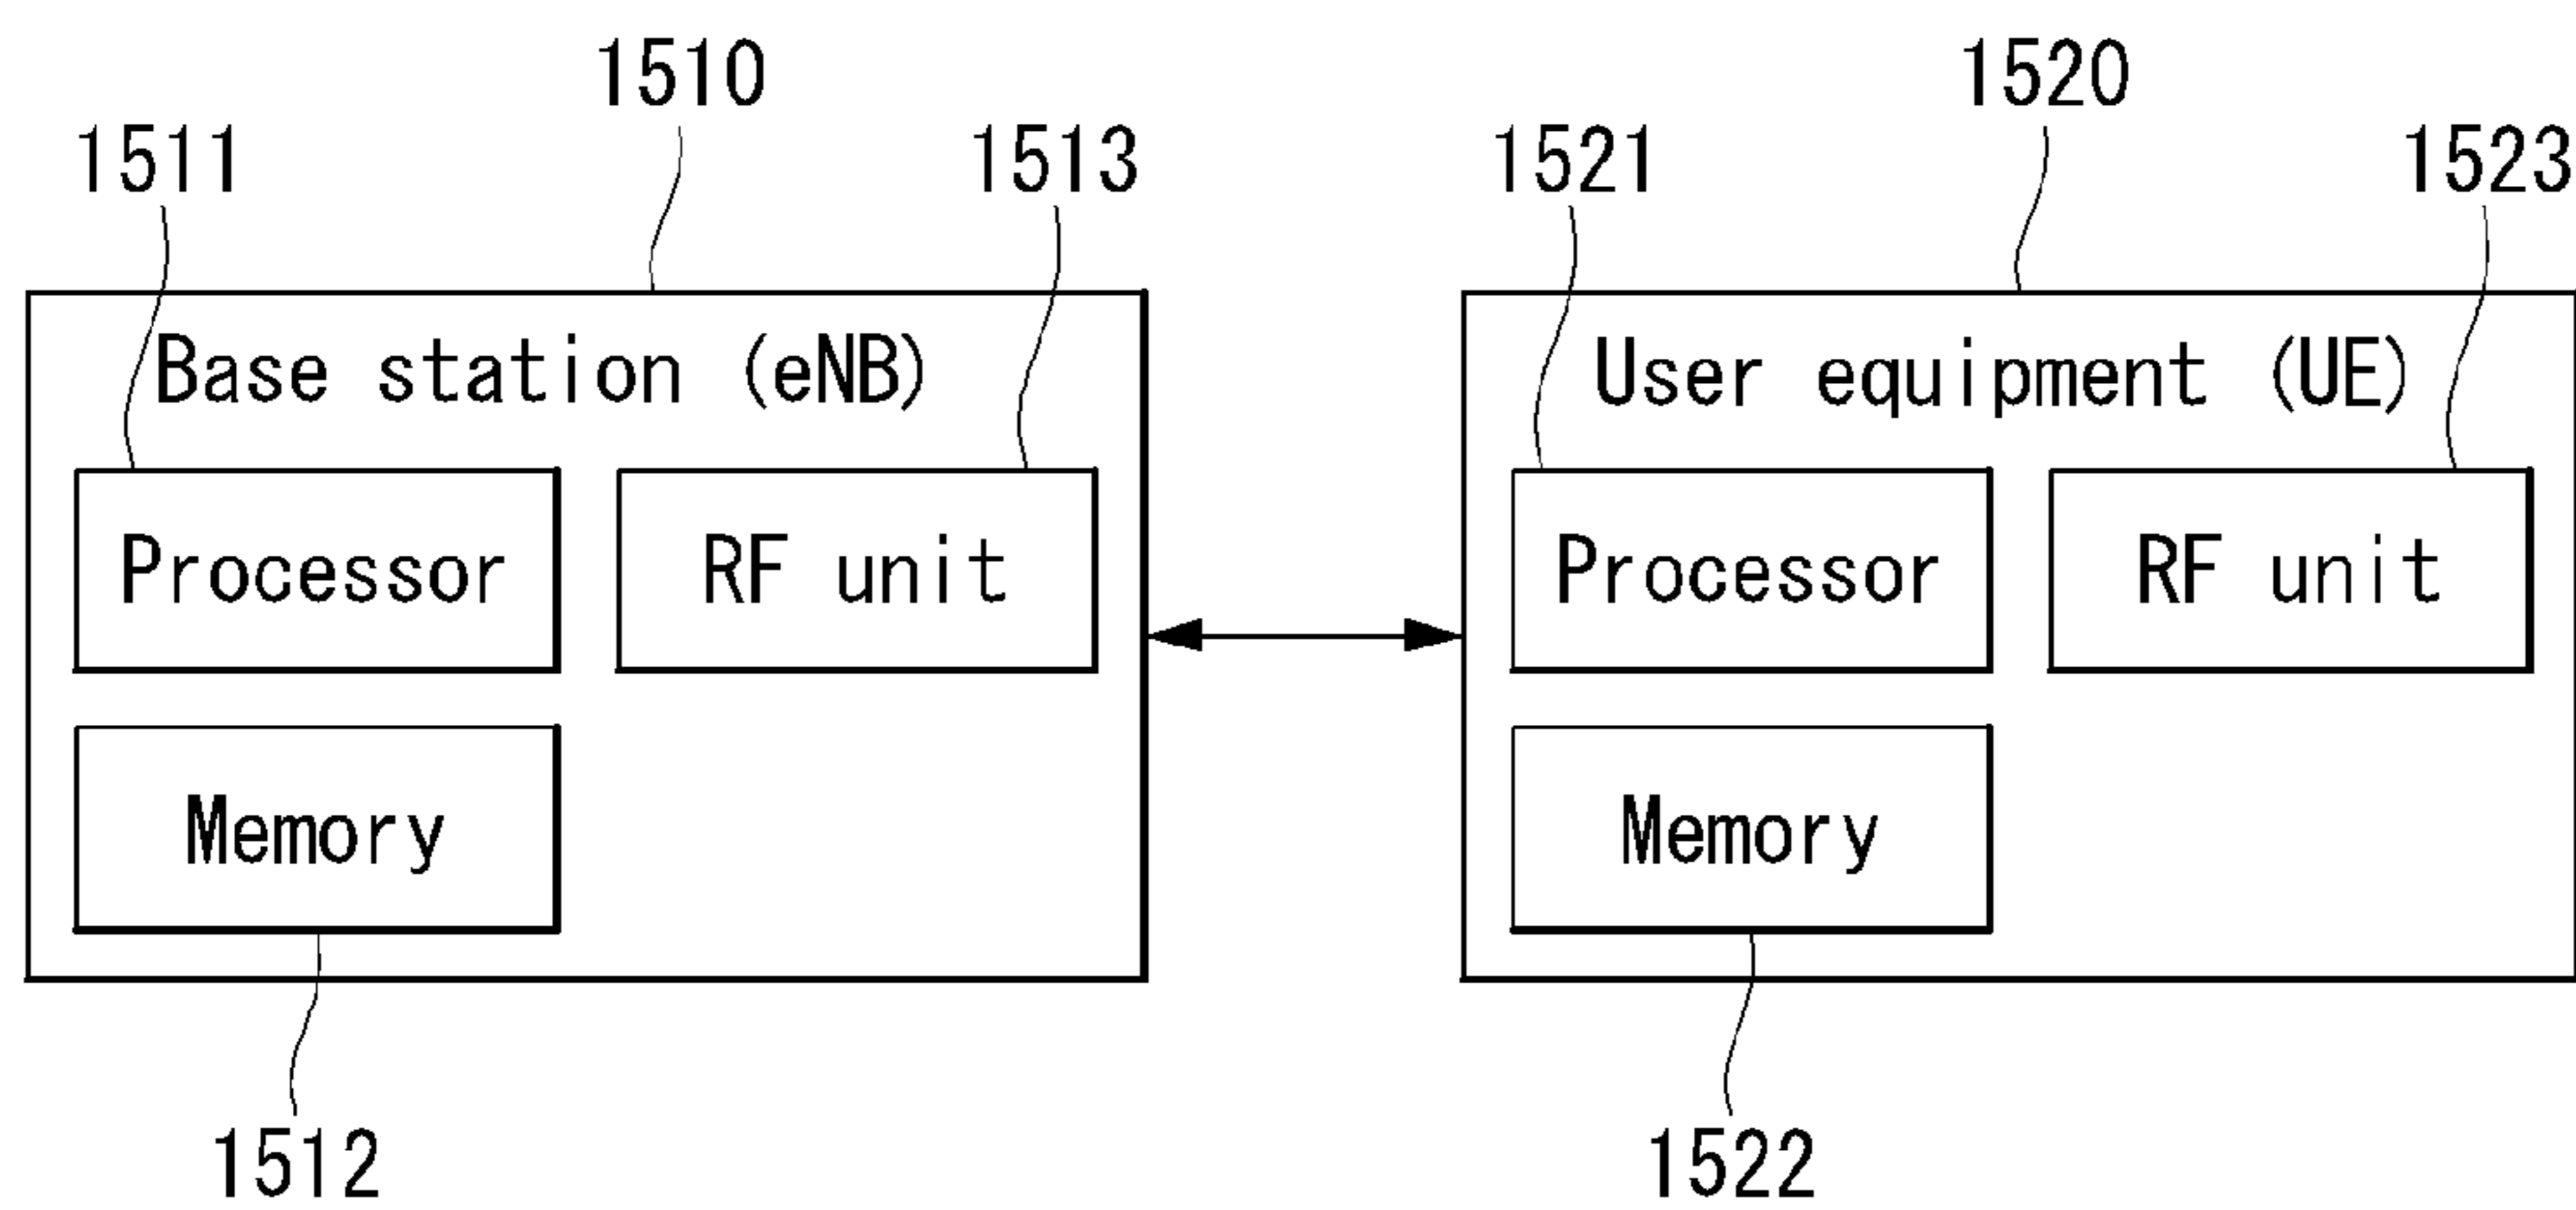 1510
1520
1511
1513
1521
1523
Base station (eNB)
User equipment (UE)
Processor
RF unit
Processor
RF unit
Memory
Memory
1512
1522